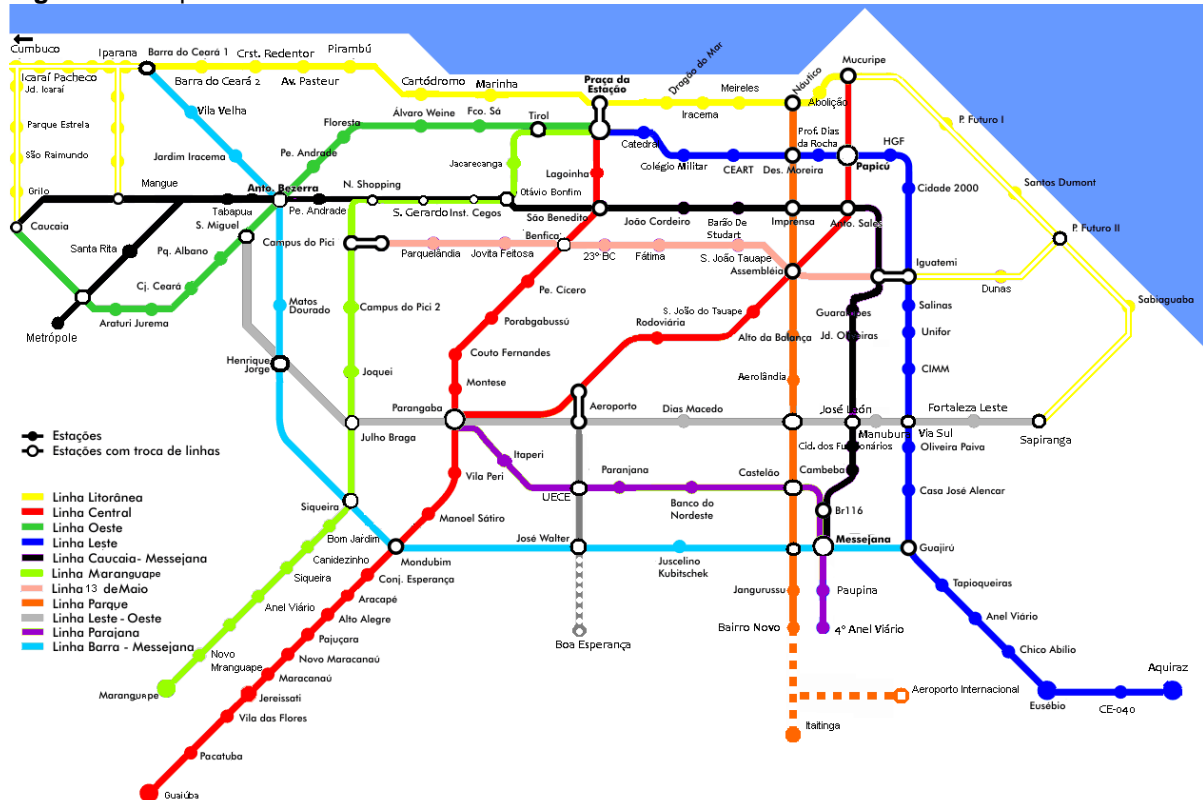 Cumbuco
Iparana
Barra do Ceará 1
Crst. Redentor
Pirambú
Icaraí Pacheco
Jd. Icaraí
Barra do Ceará 2
Av. Pasteur
Cartódromo
Marinha
Praça da
Estação
Dragão do Mar
Meireles
Iracema
Náutico
Abolição
Mucuripe
Parque Estrela
São Raimundo
Grilo
Mangue
Caucaia
Vila Velha
Jardim Iracema
Anto. Bezerra
Tabapua
S. Miguel
Pe. Andrade
Pe. Andrade
Floresta
Álvaro Weine
Fco. Sá
Tirol
Jacarecanga
N. Shopping
S. Gerardo
Inst. Cegos
Otávio Bonfim
Lagoinha
São Benedito
Catedral
Colégio Militar
CEART
Des. Moreira
Prof. Dias
da Rocha
Papicú
HGF
Cidade 2000
P. Futuro I
Santos Dumont
P. Futuro II
Sabiaguaba
João Cordeiro
Barão De
Studart
Imprensa
Anto. Sales
Iguatemi
Dunas
Santa Rita
Pq. Albano
Cj. Ceará
Araturi Jurema
Metrópole
Campus do Pici
Parquelândia
Jovita Feitosa
Benfica
23º BC
Fátima
S. João Tauape
Assembléia
Pe. Cícero
Porabgabussú
Couto Fernandes
Montese
Parangaba
S. João do Tauape
Rodoviária
Alto da Balança
Aerolândia
Guararapes
Jd. Oliveiras
Salinas
Unifor
CIMM
Matos
Dourado
Campus do Pici 2
Henrique
Jorge
Joquei
Julho Braga
Aeroporto
Dias Macedo
José León
Manubura
Via Sul
Fortaleza Leste
Sapiranga
Cid. dos Funcionários
Cambeba
Oliveira Paiva
Casa José Alencar
Itaperi
Vila Peri
UECE
Paranjana
Banco do
Nordeste
Castelão
Br116
Messejana
Guajirú
Estações
Estações com troca de linhas
Linha Litorânea
Linha Central
Linha Oeste
Linha Leste
Linha Caucaia- Messejana
Linha Maranguape
Linha 13 deMaio
Linha Parque
Linha Leste - Oeste
Linha Parajana
Linha Barra - Messejana
Siqueira
Bom Jardim
Canidezinho
Siqueira
Anel Viário
Novo
Mranguape
Maranguape
Manoel Sátiro
Mondubim
Conj. Esperança
Aracapé
Alto Alegre
Pajuçara
Novo Maracanaú
Maracanaú
Jereissati
Vila das Flores
Pacatuba
Guaiúba
José Walter
Juscelino
Kubitschek
Boa Esperança
Jangurussu
Bairro Novo
Paupina
4º Anel Viário
Aeroporto Internacional
Itaitinga
Tapioqueiras
Anel Viário
Chico Abílio
Eusébio
CE-040
Aquiraz